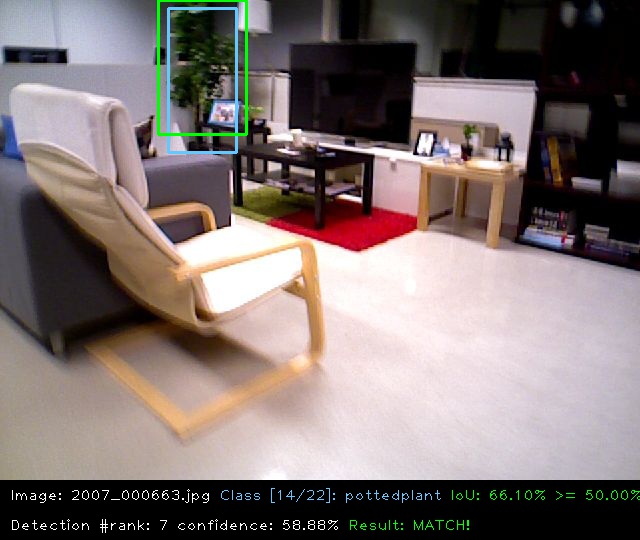 Image: 2007_000663.jpg Class [14/22]: pottedplant IoU: 66.10% >= 50.00%
Detection #rank: 7 confidence: 58.88% Result: MATCH!